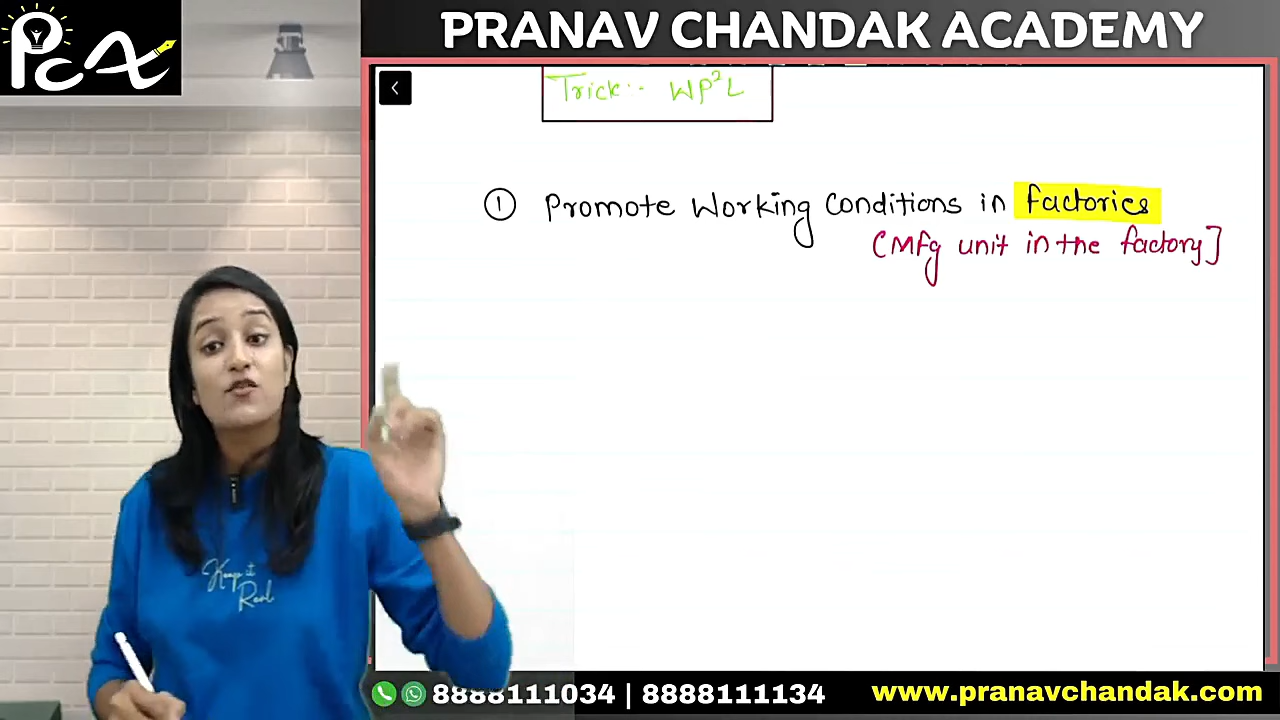 PCA
PRANAV CHANDAK ACADEMY
Trick:- WP²L
① Promote Working Conditions in factories
(Mfg unit in the factory]
Keep it
Real
8888111034 | 8888111134
www.pranavchandak.com